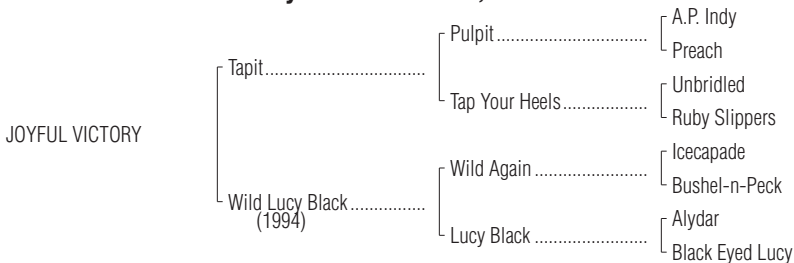 A.P. Indy
Pulpit
Preach
Tapit
Unbridled
Tap Your Heels
Ruby Slippers
JOYFUL VICTORY
Icecapade
Wild Again
Bushel-n-Peck
Wild Lucy Black
(1994)
Alydar
Lucy Black
Black Eyed Lucy